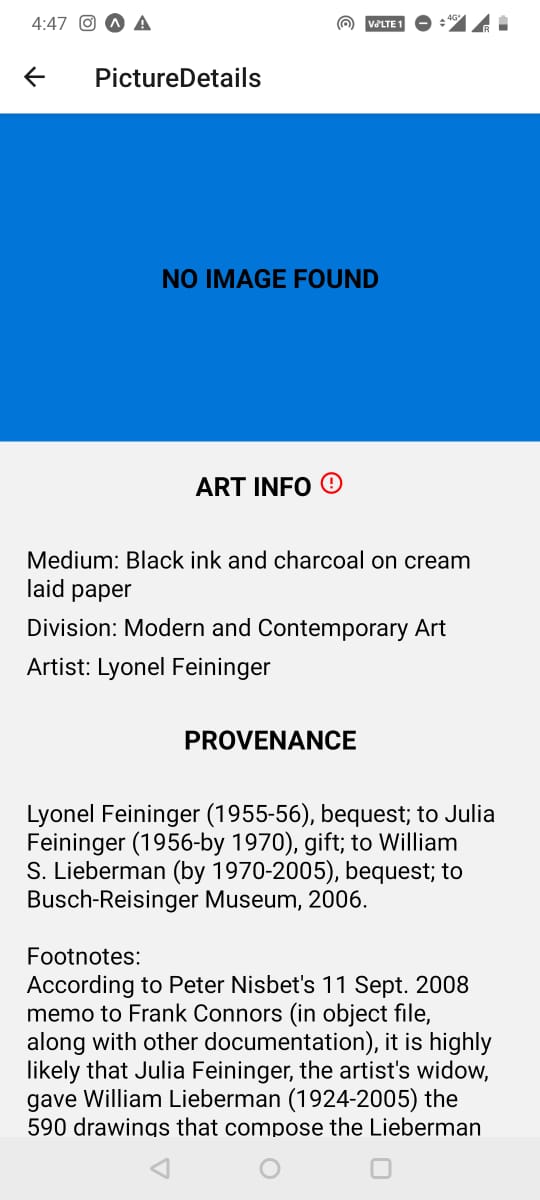 4:47
VoLTE 1
4G+
R
PictureDetails
NO IMAGE FOUND
ART INFO
Medium: Black ink and charcoal on cream
laid paper
Division: Modern and Contemporary Art
Artist: Lyonel Feininger
PROVENANCE
Lyonel Feininger (1955-56), bequest; to Julia
Feininger (1956-by 1970), gift; to William
S. Lieberman (by 1970-2005), bequest; to
Busch-Reisinger Museum, 2006.
Footnotes:
According to Peter Nisbet's 11 Sept. 2008
memo to Frank Connors (in object file,
along with other documentation), it is highly
likely that Julia Feininger, the artist's widow,
gave William Lieberman (1924-2005) the
590 drawings that compose the Lieberman